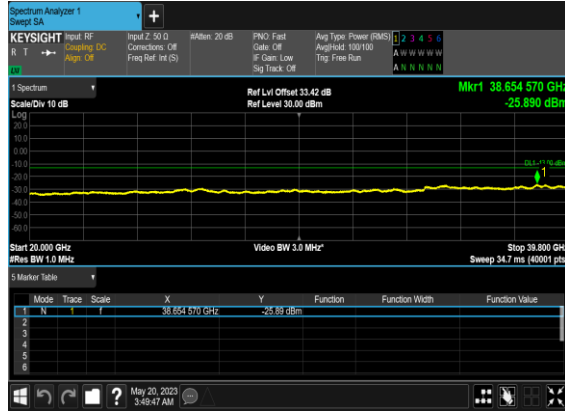 Spectrum Analyzer 1
Swept SA
KEYSIGHT Input: RF Input Z: 50 Ω #Atten: 20 dB PNO: Fast Avg Type: Power (RMS) 1 2 3 4 5 6
R T Coupling: DC Corrections: Off Gate: Off Avg|Hold: 100/100 A W W W W W
Align: Off Freq Ref: Int (S) IF Gain: Low Trig: Free Run
Sig Track: Off A N N N N N
1 Spectrum Ref Lvl Offset 33.42 dB Mkr1 38.654 570 GHz
Scale/Div 10 dB Ref Level 30.00 dBm -25.890 dBm
Log
20.0
10.0
0.00
-10.0 DL1 -13.00 dBm
-20.0 1
-30.0
-40.0
-50.0
-60.0
Start 20.000 GHz Video BW 3.0 MHz* Stop 39.800 GHz
#Res BW 1.0 MHz Sweep 34.7 ms (40001 pts)
5 Marker Table
Mode Trace Scale X Y Function Function Width Function Value
1 N 1 f 38.654 570 GHz -25.89 dBm
2
3
4
5
6
? May 20, 2023
3:49:47 AM